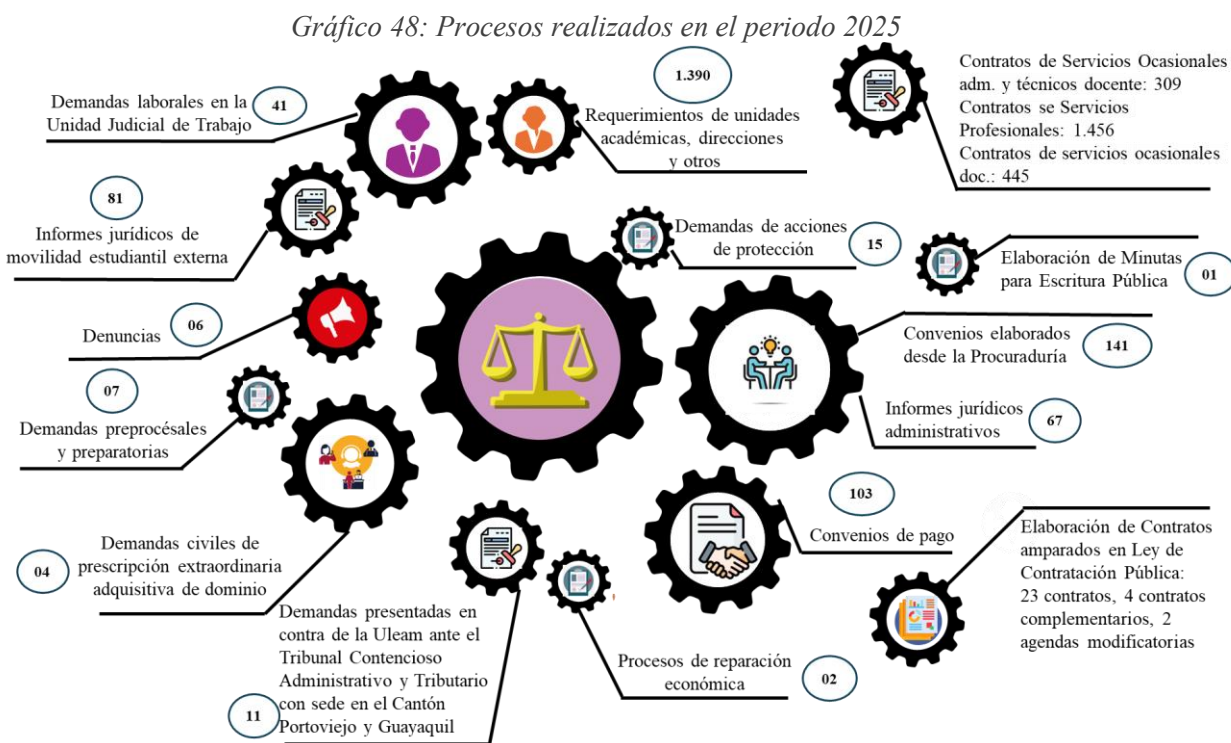 Gráfico 48: Procesos realizados en el periodo 2025
Demandas laborales en la
Unidad Judicial de Trabajo
41
1.390
Requerimientos de unidades
académicas, direcciones
y otros
Contratos de Servicios Ocasionales
adm. y técnicos docente: 309
Contratos se Servicios
Profesionales: 1.456
Contratos de servicios ocasionales
doc.: 445
81
Informes jurídicos de
movilidad estudiantil externa
Demandas de acciones
de protección
15
Elaboración de Minutas
para Escritura Pública
01
Denuncias
06
Convenios elaborados
desde la Procuraduría
141
07
Demandas preprocésales
y preparatorias
Informes jurídicos
administrativos
67
103
Convenios de pago
Elaboración de Contratos
amparados en Ley de
Contratación Pública:
23 contratos, 4 contratos
complementarios, 2
agendas modificatorias
04
Demandas civiles de
prescripción extraordinaria
adquisitiva de dominio
Demandas presentadas en
contra de la Uleam ante el
Tribunal Contencioso
Administrativo y Tributario
con sede en el Cantón
Portoviejo y Guayaquil
11
Procesos de reparación
económica
02